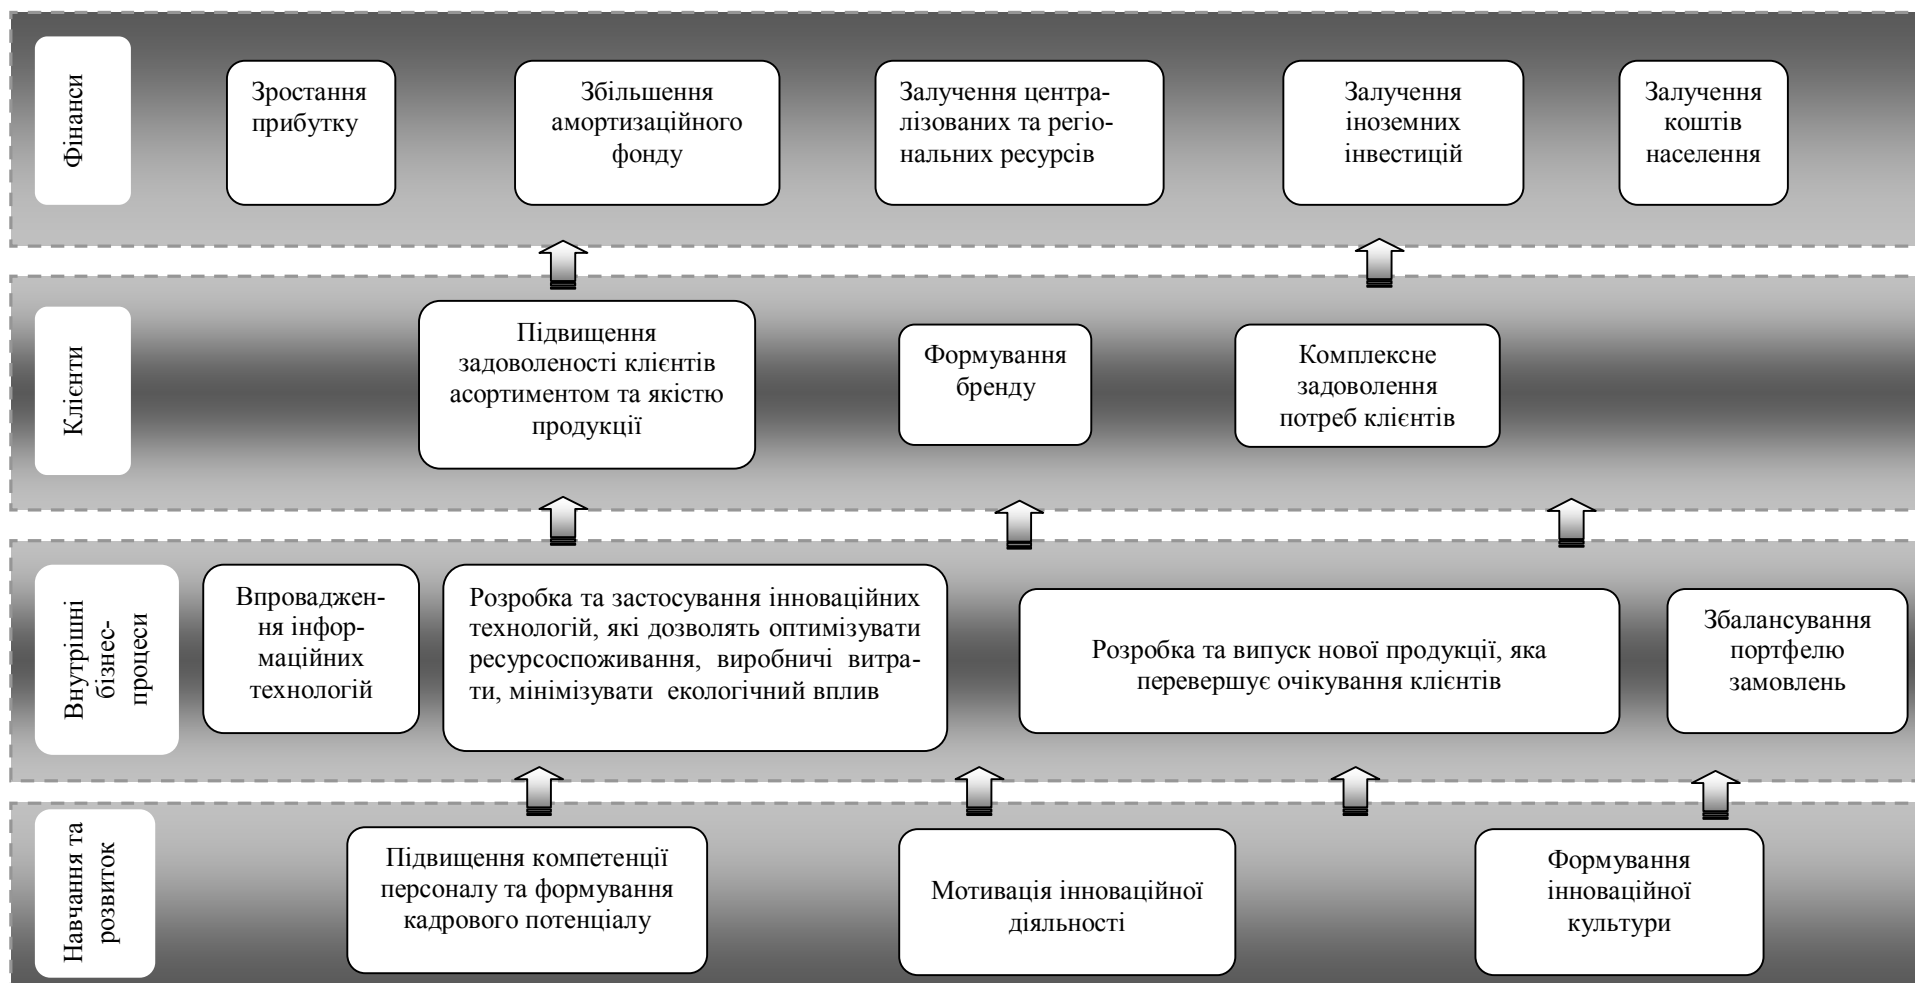 Фінанси
Зростання
прибутку
Збільшення
амортизаційного
фонду
Залучення центра-
лізованих та регіо-
нальних ресурсів
Залучення
іноземних
інвестицій
Залучення
коштів
населення
Клієнти
Підвищення
задоволеності клієнтів
асортиментом та якістю
продукції
Формування
бренду
Комплексне
задоволення
потреб клієнтів
Внутрішні
бізнес-
процеси
Впроваджен-
ня інфор-
маційних
технологій
Розробка та застосування інноваційних
технологій, які дозволять оптимізувати
ресурсоспоживання, виробничі витра-
ти, мінімізувати екологічний вплив
Розробка та випуск нової продукції, яка
перевершує очікування клієнтів
Збалансування
портфелю
замовлень
Навчання та
розвиток
Підвищення компетенції
персоналу та формування
кадрового потенціалу
Мотивація інноваційної
діяльності
Формування
інноваційної
культури